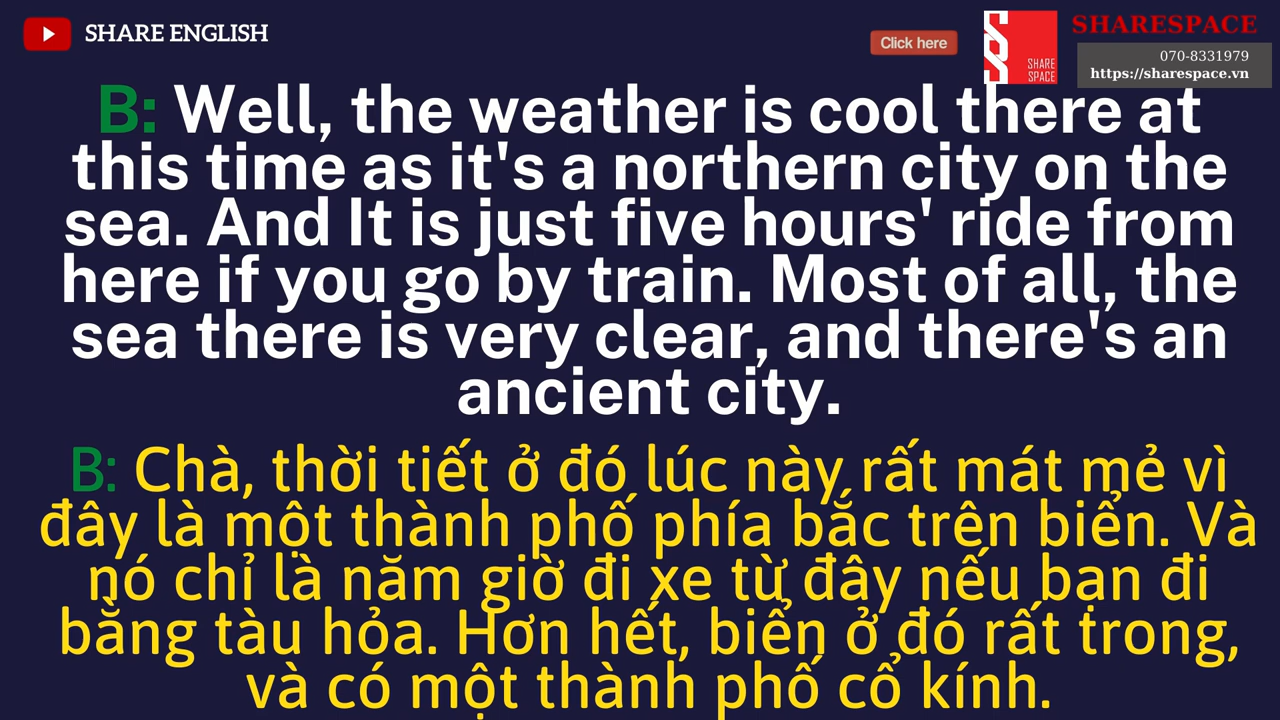 SHARE ENGLISH
Click here
SHARE
SPACE
SHARESPACE
070-8331979
https://sharespace.vn
B: Well, the weather is cool there at
this time as it's a northern city on the
sea. And It is just five hours' ride from
here if you go by train. Most of all, the
sea there is very clear, and there's an
ancient city.
B: Chà, thời tiết ở đó lúc này rất mát mẻ vì
đây là một thành phố phía bắc trên biển. Và
nó chỉ là năm giờ đi xe từ đây nếu bạn đi
bằng tàu hỏa. Hơn hết, biển ở đó rất trong,
và có một thành phố cổ kính.